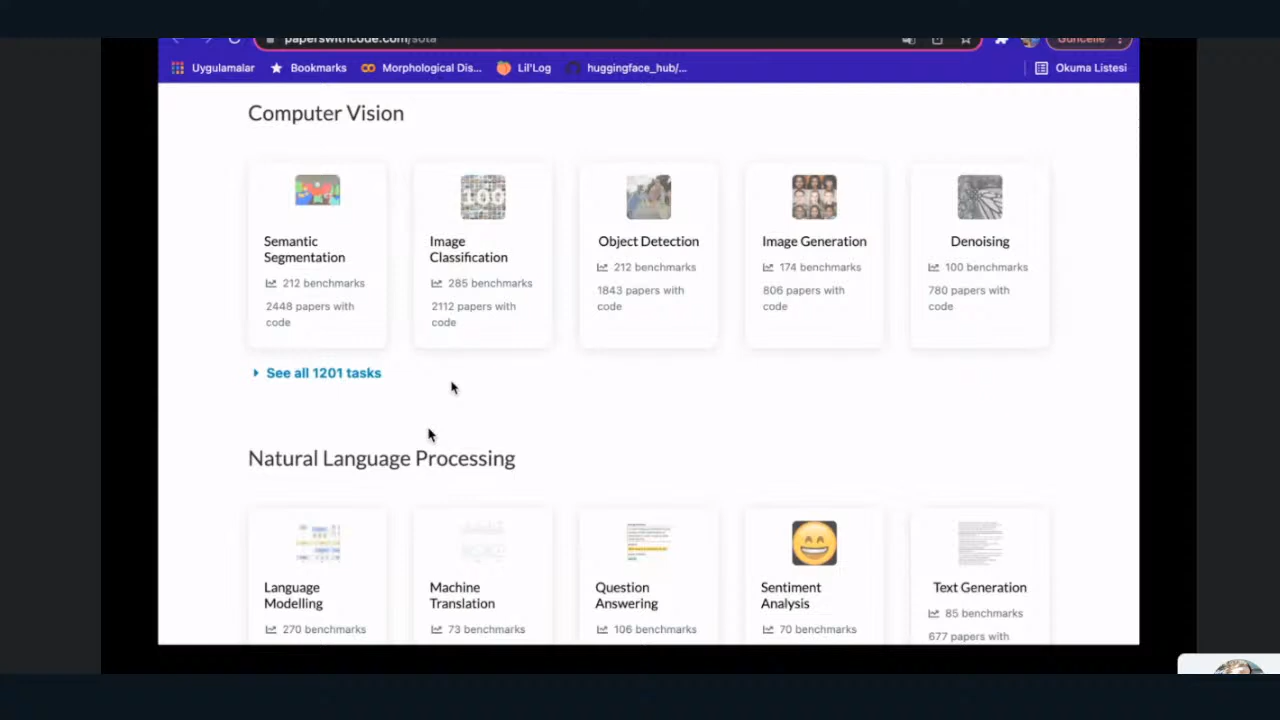 paperswithcode.com/sota
Güncelle
Uygulamalar
Bookmarks
Morphological Dis...
Lil'Log
huggingface_hub/...
Okuma Listesi
Computer Vision
100
Semantic
Segmentation
212 benchmarks
2448 papers with
code
Image
Classification
285 benchmarks
2112 papers with
code
Object Detection
212 benchmarks
1843 papers with
code
Image Generation
174 benchmarks
806 papers with
code
Denoising
100 benchmarks
780 papers with
code
See all 1201 tasks
Natural Language Processing
Language
Modelling
270 benchmarks
Machine
Translation
73 benchmarks
Question
Answering
106 benchmarks
Sentiment
Analysis
70 benchmarks
Text Generation
85 benchmarks
677 papers with